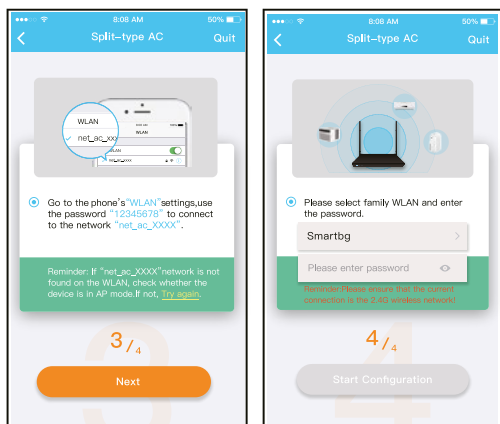 8:08 AM
50%
Split-type AC
Quit
WLAN
net_ac_xxx
WLAN
WLAN
Go to the phone's"WLAN"settings,use
the password "12345678" to connect
to the network "net_ac_XXXX".
Reminder: If "net_ac_XXXX"network is not
found on the WLAN, check whether the
device is in AP mode.If not, Try again.
3/4
Next
8:08 AM
50%
Split-type AC
Quit
Please select family WLAN and enter
the password.
Smartbg
Please enter password
Reminder:Please ensure that the current
connection is the 2.4G wireless network!
4/4
Start Configuration